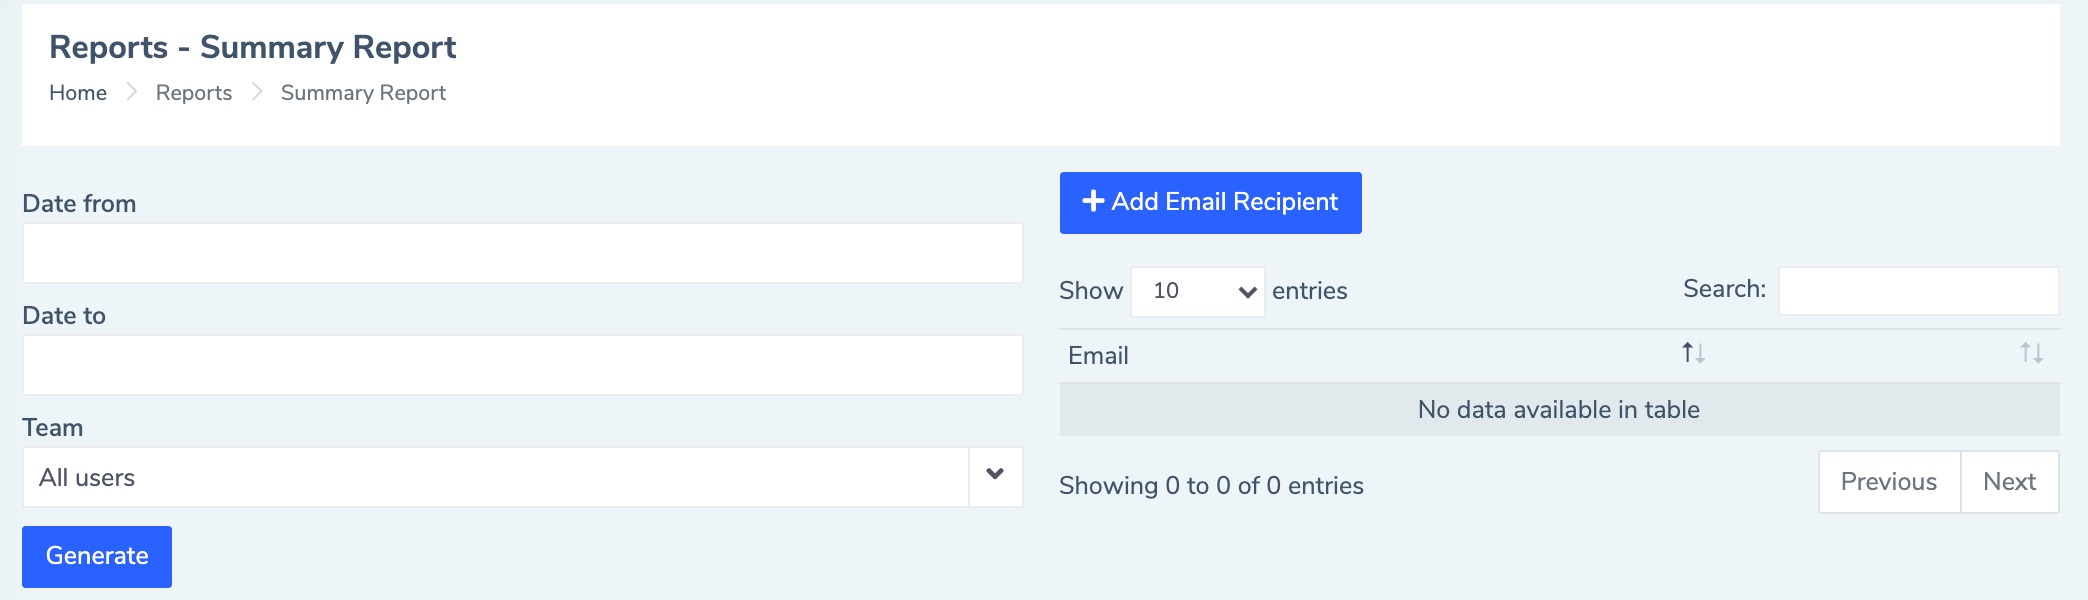 Reports - Summary Report
Home > Reports > Summary Report
Date from
Date to
Team
All users
Generate
Add Email Recipient
Show 10 entries
Search:
Email
No data available in table
Showing 0 to 0 of 0 entries
Previous Next